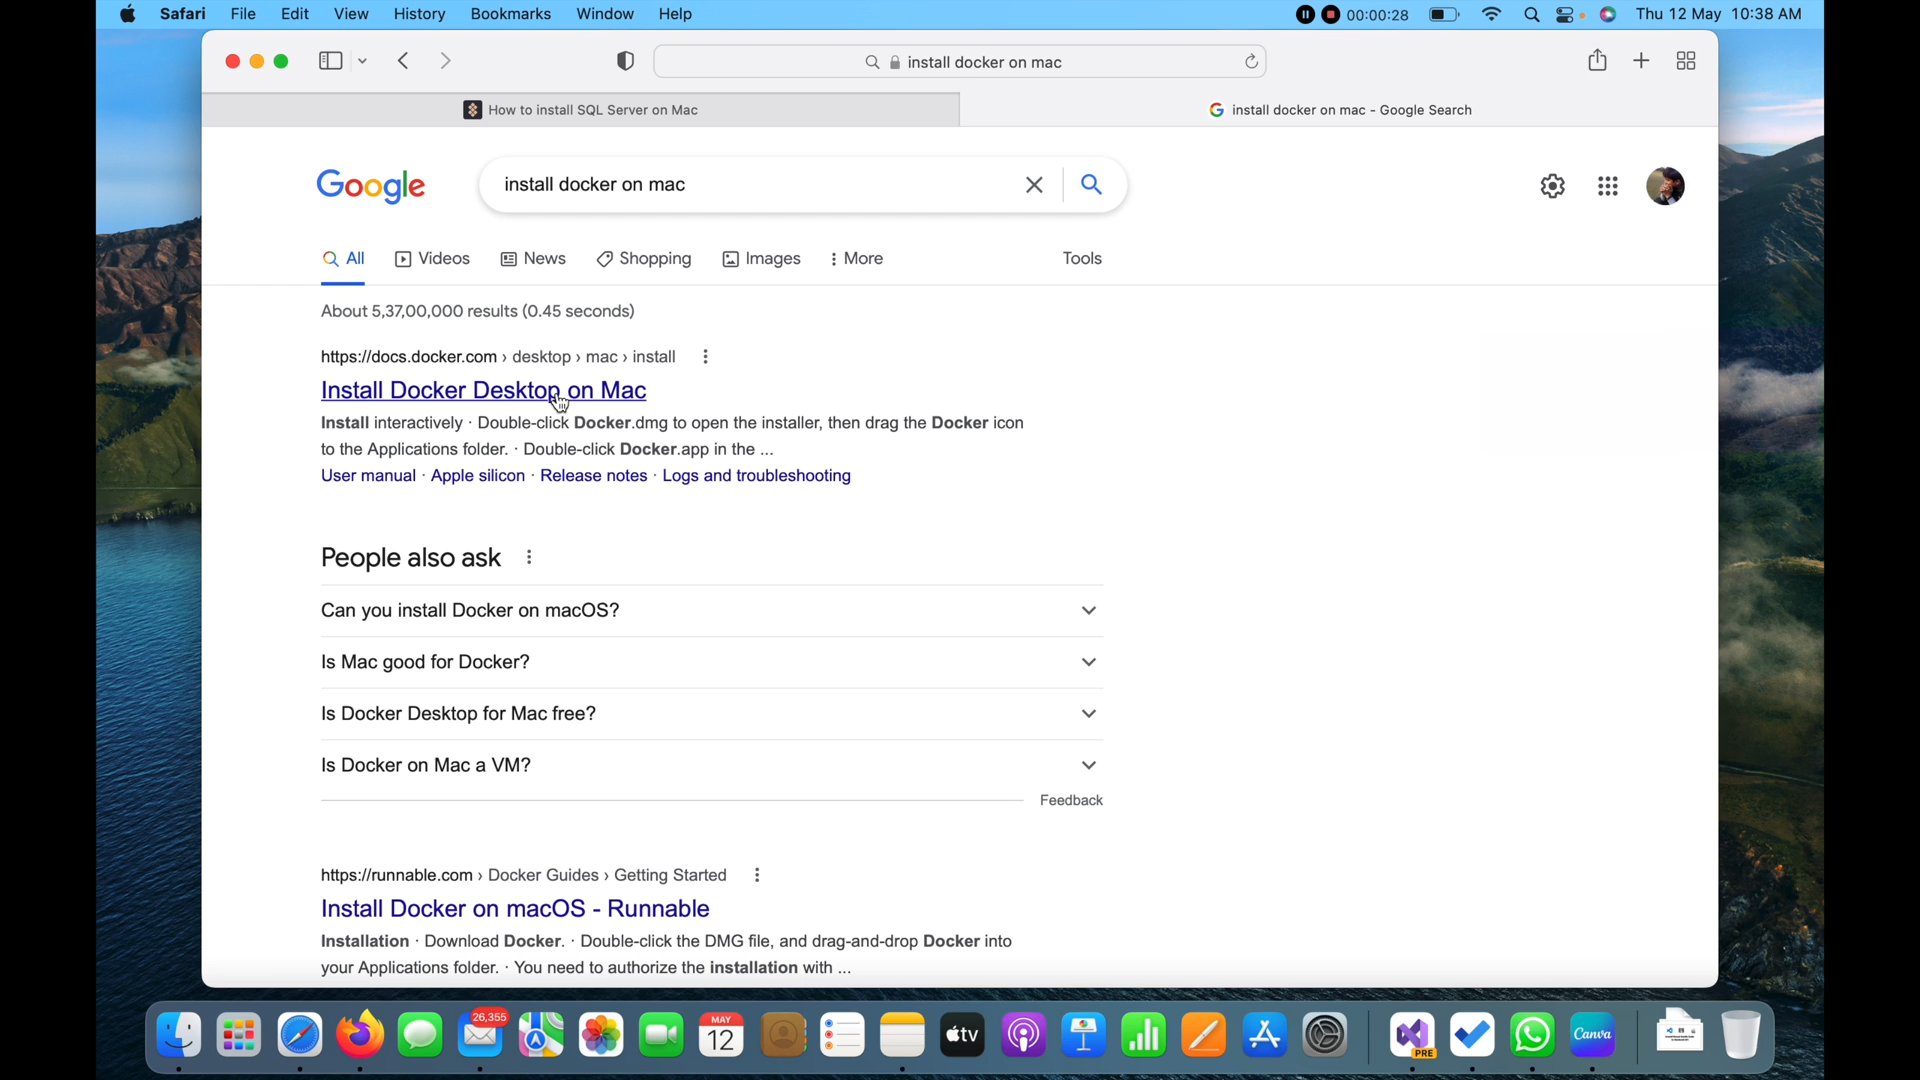 Safari File Edit View History Bookmarks Window Help 00:00:28 Thu 12 May 10:38 AM
install docker on mac
How to install SQL Server on Mac
install docker on mac - Google Search
Google
install docker on mac
All Videos News Shopping Images More Tools
About 5,37,00,000 results (0.45 seconds)
https://docs.docker.com › desktop › mac › install
Install Docker Desktop on Mac
Install interactively · Double-click Docker.dmg to open the installer, then drag the Docker icon
to the Applications folder. · Double-click Docker.app in the ...
User manual · Apple silicon · Release notes · Logs and troubleshooting
People also ask
Can you install Docker on macOS?
Is Mac good for Docker?
Is Docker Desktop for Mac free?
Is Docker on Mac a VM?
Feedback
https://runnable.com › Docker Guides › Getting Started
Install Docker on macOS - Runnable
Installation · Download Docker. · Double-click the DMG file, and drag-and-drop Docker into
your Applications folder. · You need to authorize the installation with ...
26,355
MAY
12
tv
PRE
Canva